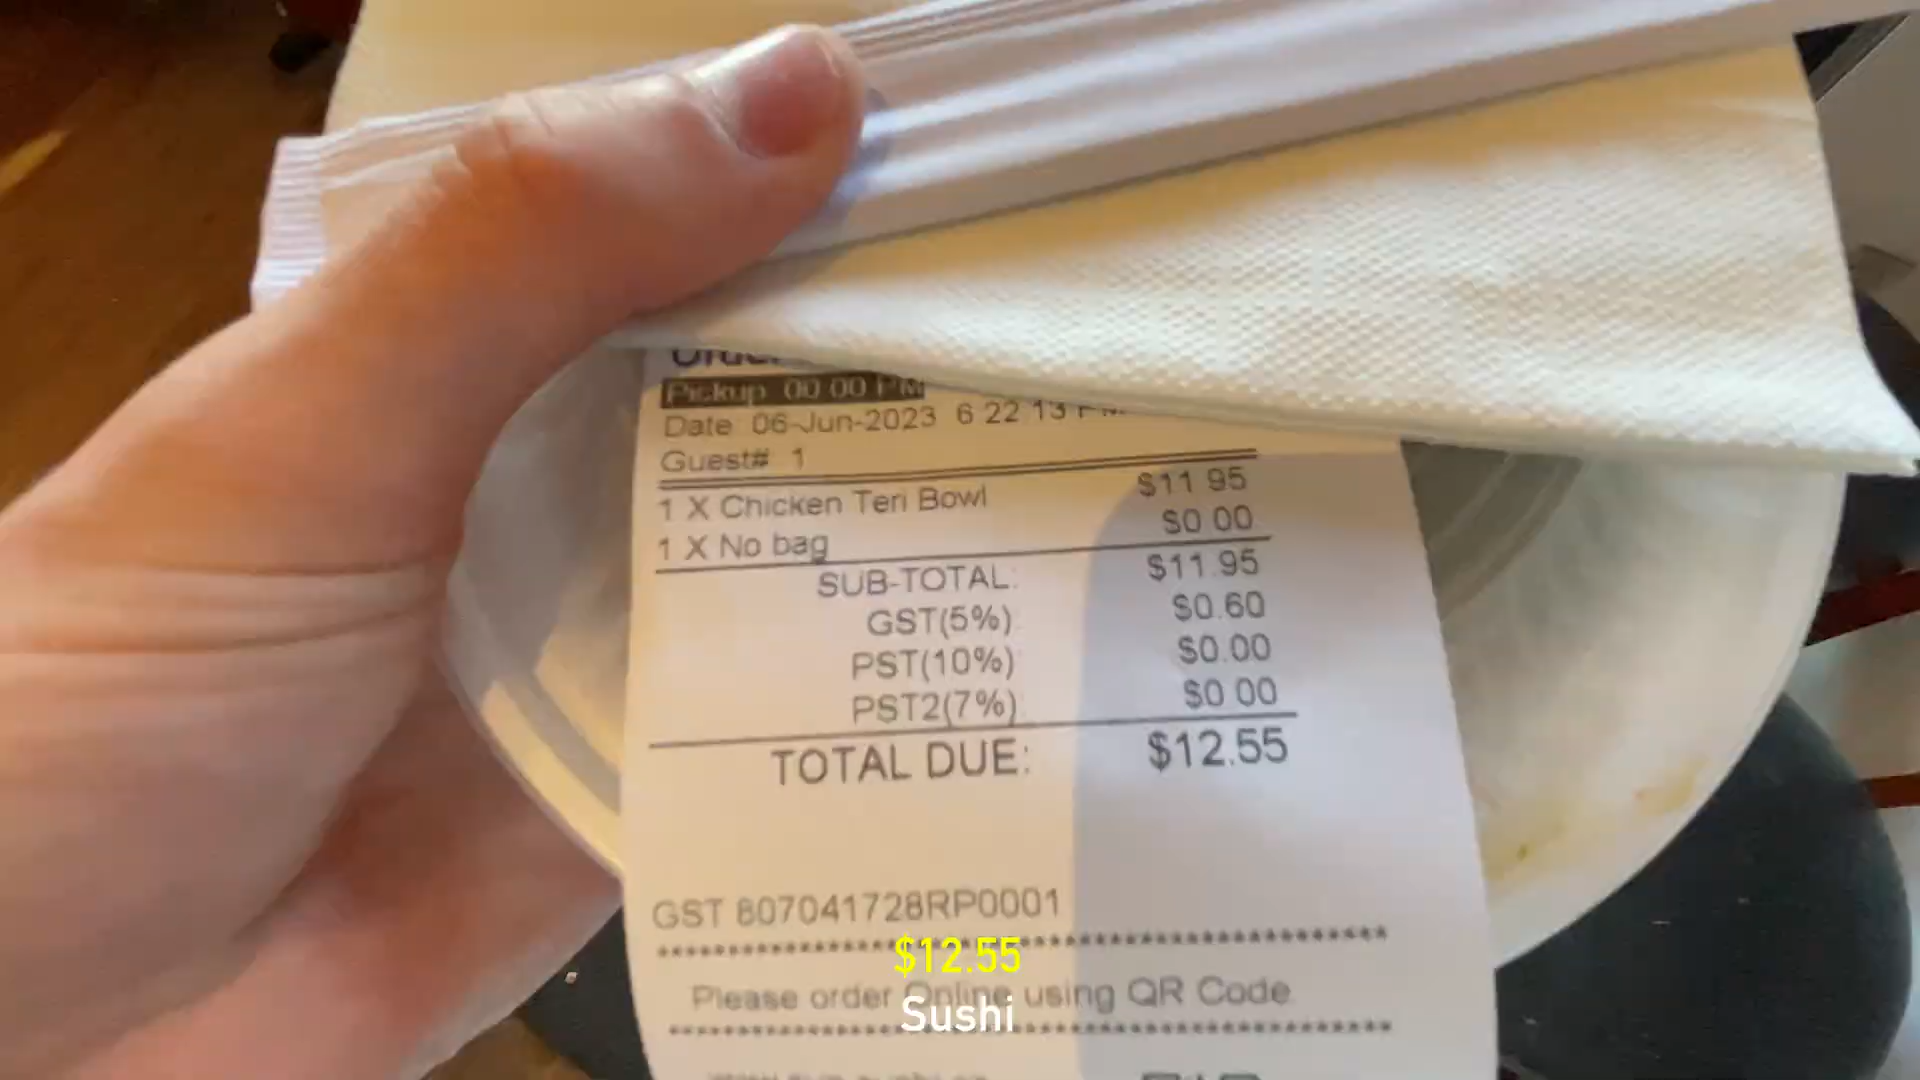 Order
Pickup 00 00 PM
Date 06-Jun-2023 6 22 13 PM
Guest# 1
1 X Chicken Teri Bowl $11 95
1 X No bag $0 00
SUB-TOTAL: $11.95
GST(5%) $0.60
PST(10%) $0.00
PST2(7%) $0 00
TOTAL DUE: $12.55
GST 807041728RP0001
$12.55
Please order Online using QR Code
Sushi